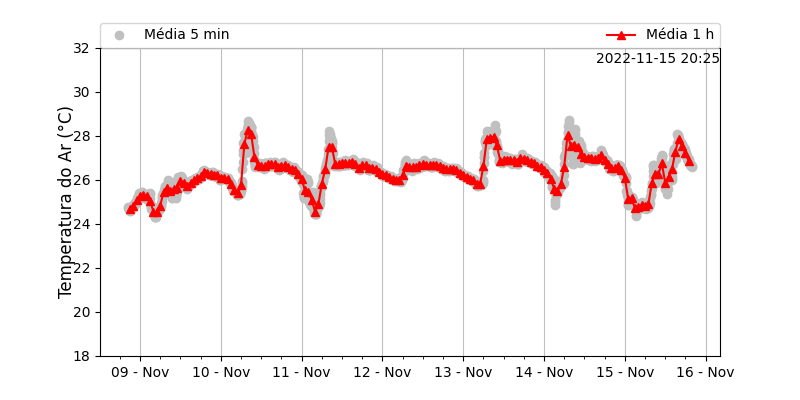 Média 5 min
Média 1 h
2022-11-15 20:25
Temperatura do Ar (°C)
32
30
28
26
24
22
20
18
09 - Nov
10 - Nov
11 - Nov
12 - Nov
13 - Nov
14 - Nov
15 - Nov
16 - Nov